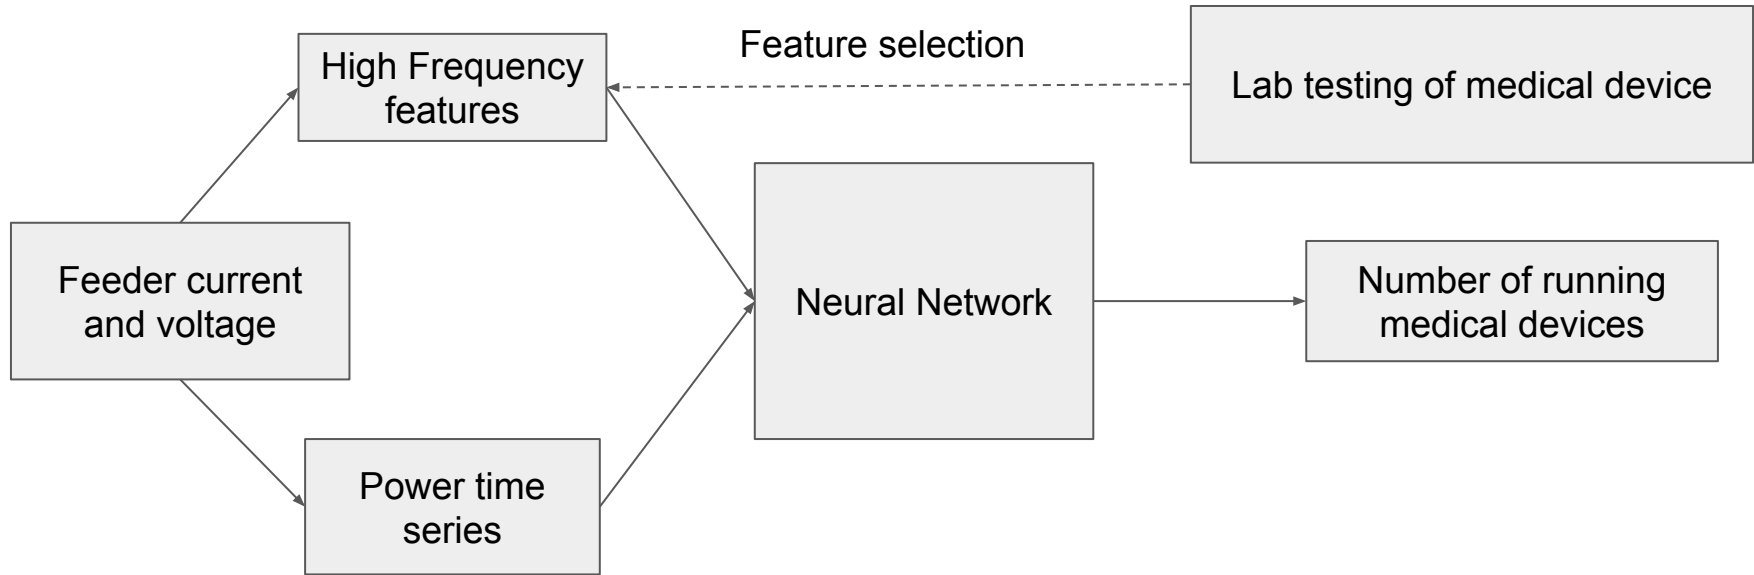 High Frequency
features
Feature selection
Lab testing of medical device
Feeder current
and voltage
Neural Network
Number of running
medical devices
Power time
series